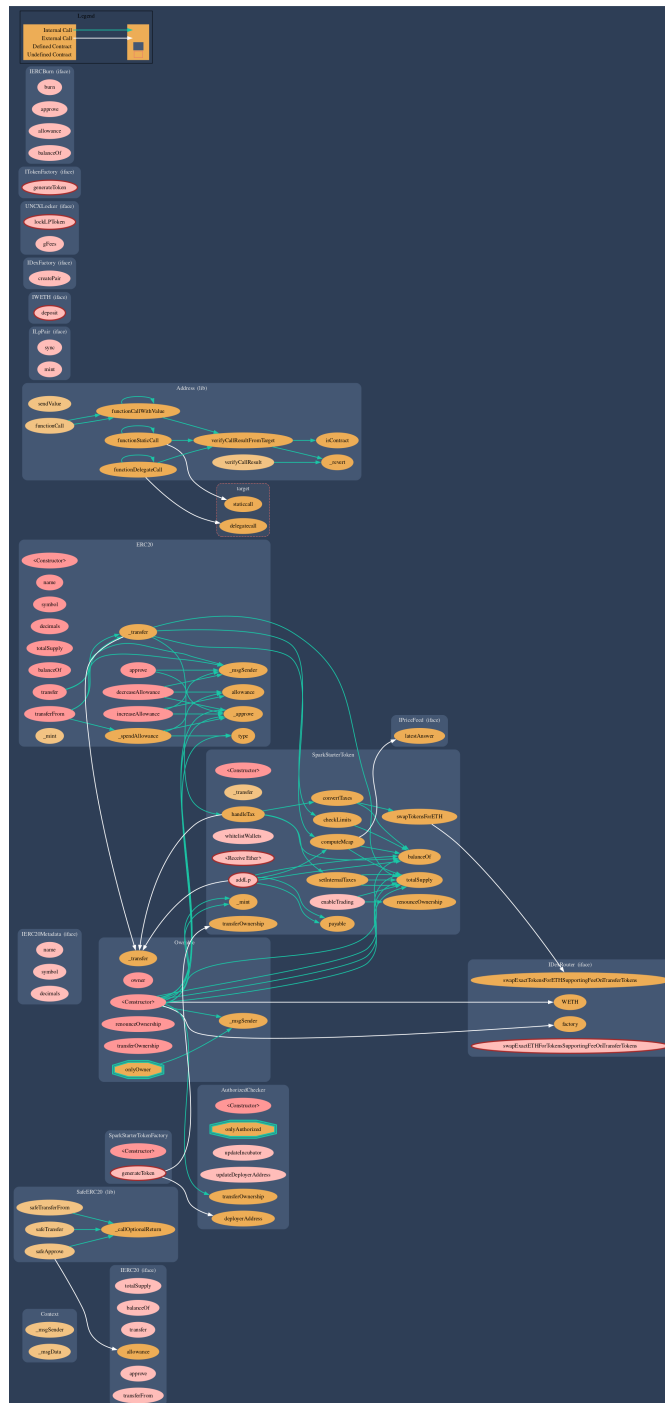 Legend
Internal Call
External Call
Defined Contract
Undefined Contract
IERCBurn (iface)
burn
approve
allowance
balanceOf
ITokenFactory (iface)
generateToken
UNCXLocker (iface)
lockLPToken
gFees
IDexFactory (iface)
createPair
IWETH (iface)
deposit
ILpPair (iface)
sync
mint
Address (lib)
sendValue
functionCallWithValue
functionCall
functionStaticCall
verifyCallResultFromTarget
isContract
verifyCallResult
_revert
functionDelegateCall
target
staticcall
delegatecall
ERC20
<Constructor>
name
symbol
decimals
_transfer
totalSupply
balanceOf
approve
_msgSender
transfer
decreaseAllowance
allowance
transferFrom
increaseAllowance
_approve
_mint
_spendAllowance
type
IPriceFeed (iface)
latestAnswer
SparkStarterToken
<Constructor>
_transfer
convertTaxes
handleTax
checkLimits
swapTokensForETH
whitelistWallets
computeMcap
<Receive Ether>
balanceOf
addLp
setInternalTaxes
totalSupply
enableTrading
renounceOwnership
_mint
transferOwnership
payable
IERC20Metadata (iface)
name
symbol
decimals
_transfer
owner
<Constructor>
renounceOwnership
_msgSender
transferOwnership
onlyOwner
IDexRouter (iface)
swapExactTokensForETHSupportingFeeOnTransferTokens
WETH
factory
swapExactETHForTokensSupportingFeeOnTransferTokens
AuthorizedChecker
<Constructor>
onlyAuthorized
updateIncubator
updateDeployerAddress
transferOwnership
deployerAddress
SparkStarterTokenFactory
<Constructor>
generateToken
SafeERC20 (lib)
safeTransferFrom
safeTransfer
_callOptionalReturn
safeApprove
IERC20 (iface)
totalSupply
balanceOf
transfer
allowance
approve
transferFrom
Context
_msgSender
_msgData